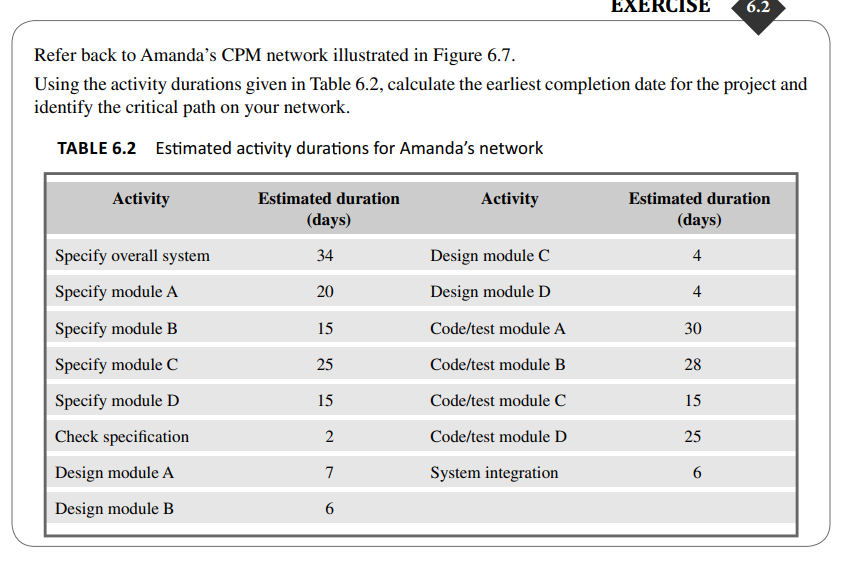 EXERCISE 6.2
Refer back to Amanda's CPM network illustrated in Figure 6.7.
Using the activity durations given in Table 6.2, calculate the earliest completion date for the project and
identify the critical path on your network.
TABLE 6.2 Estimated activity durations for Amanda's network
Activity Estimated duration Activity Estimated duration
(days) (days)
Specify overall system 34 Design module C 4
Specify module A 20 Design module D 4
Specify module B 15 Code/test module A 30
Specify module C 25 Code/test module B 28
Specify module D 15 Code/test module C 15
Check specification 2 Code/test module D 25
Design module A 7 System integration 6
Design module B 6